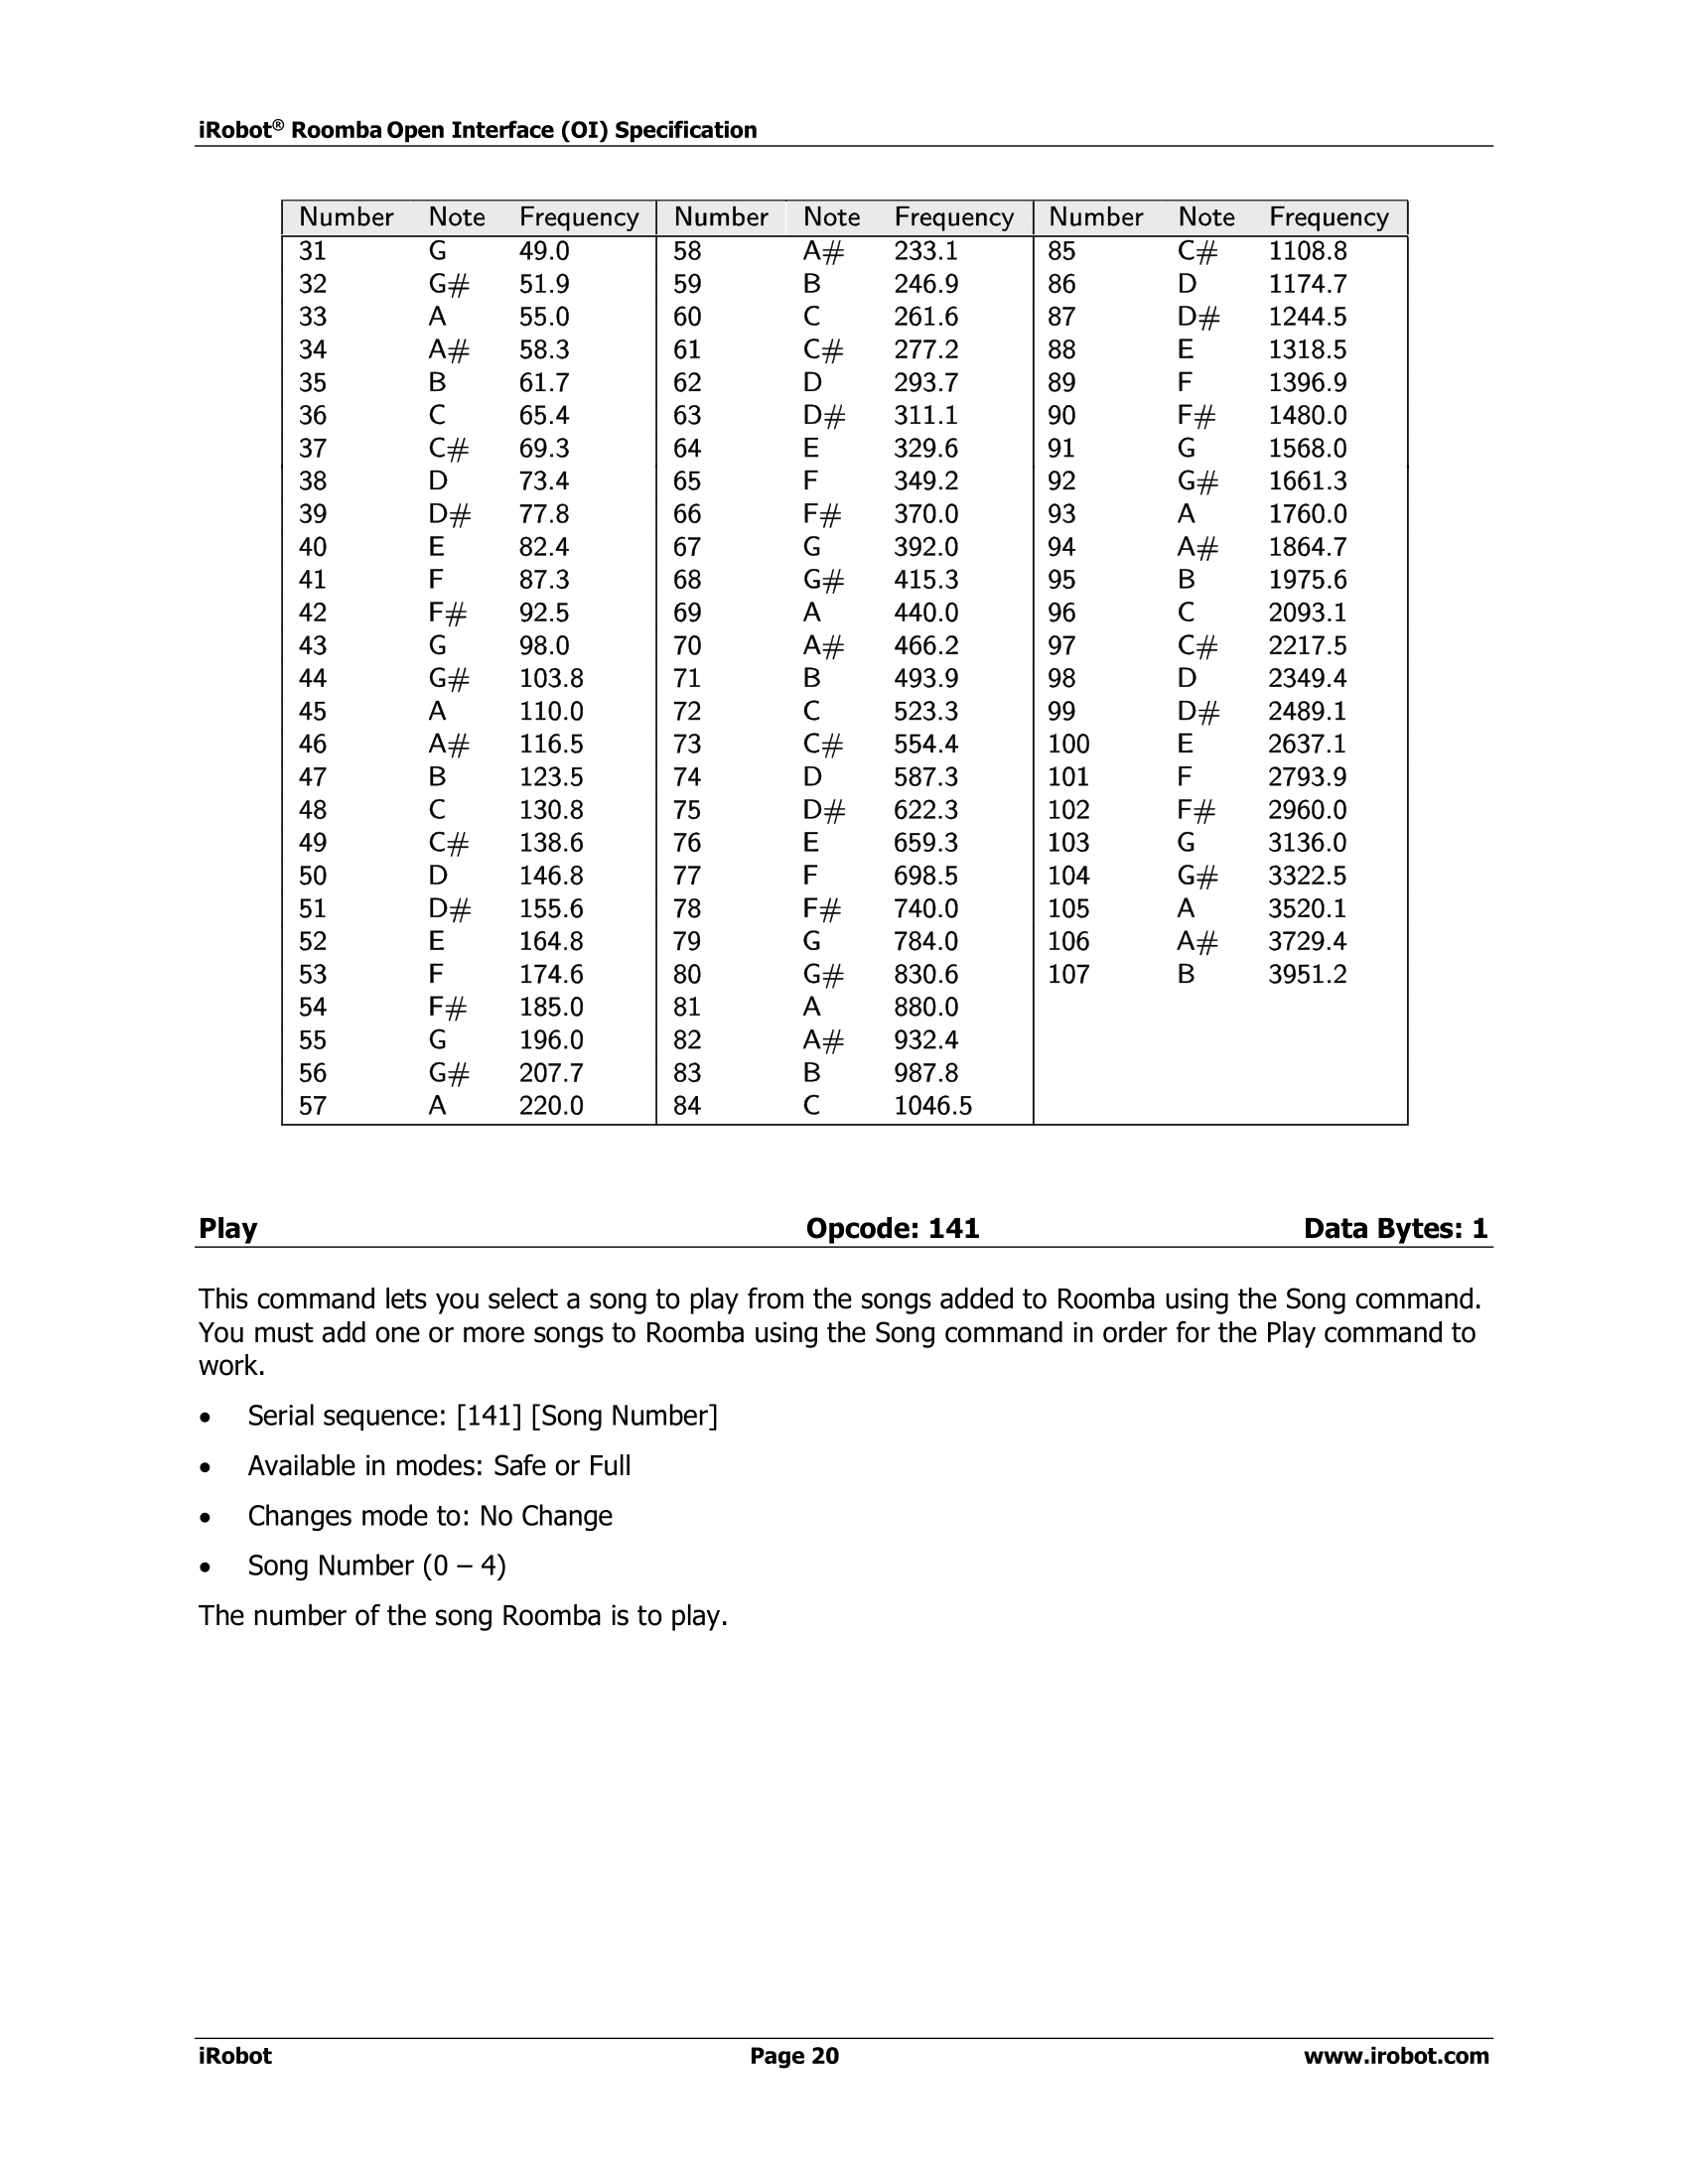 iRobot® Roomba Open Interface (OI) Specification
Number Note Frequency Number Note Frequency Number Note Frequency
31 G 49.0 58 A# 233.1 85 C# 1108.8
32 G# 51.9 59 B 246.9 86 D 1174.7
33 A 55.0 60 C 261.6 87 D# 1244.5
34 A# 58.3 61 C# 277.2 88 E 1318.5
35 B 61.7 62 D 293.7 89 F 1396.9
36 C 65.4 63 D# 311.1 90 F# 1480.0
37 C# 69.3 64 E 329.6 91 G 1568.0
38 D 73.4 65 F 349.2 92 G# 1661.3
39 D# 77.8 66 F# 370.0 93 A 1760.0
40 E 82.4 67 G 392.0 94 A# 1864.7
41 F 87.3 68 G# 415.3 95 B 1975.6
42 F# 92.5 69 A 440.0 96 C 2093.1
43 G 98.0 70 A# 466.2 97 C# 2217.5
44 G# 103.8 71 B 493.9 98 D 2349.4
45 A 110.0 72 C 523.3 99 D# 2489.1
46 A# 116.5 73 C# 554.4 100 E 2637.1
47 B 123.5 74 D 587.3 101 F 2793.9
48 C 130.8 75 D# 622.3 102 F# 2960.0
49 C# 138.6 76 E 659.3 103 G 3136.0
50 D 146.8 77 F 698.5 104 G# 3322.5
51 D# 155.6 78 F# 740.0 105 A 3520.1
52 E 164.8 79 G 784.0 106 A# 3729.4
53 F 174.6 80 G# 830.6 107 B 3951.2
54 F# 185.0 81 A 880.0
55 G 196.0 82 A# 932.4
56 G# 207.7 83 B 987.8
57 A 220.0 84 C 1046.5
Play Opcode: 141 Data Bytes: 1
This command lets you select a song to play from the songs added to Roomba using the Song command.
You must add one or more songs to Roomba using the Song command in order for the Play command to
work.
• Serial sequence: [141] [Song Number]
• Available in modes: Safe or Full
• Changes mode to: No Change
• Song Number (0 – 4)
The number of the song Roomba is to play.
iRobot Page 20 www.irobot.com